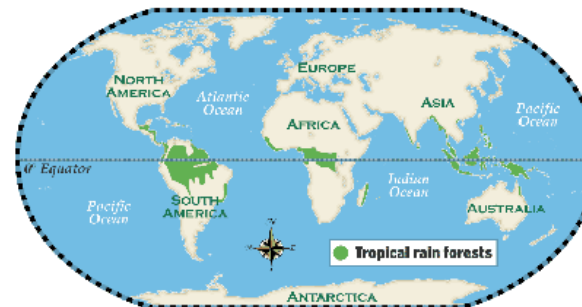 NORTH
AMERICA
EUROPE
ASIA
Atlantic
Ocean
Pacific
Ocean
AFRICA
0° Equator
Indian
Ocean
Pacific
Ocean
SOUTH
AMERICA
AUSTRALIA
Tropical rain forests
ANTARCTICA